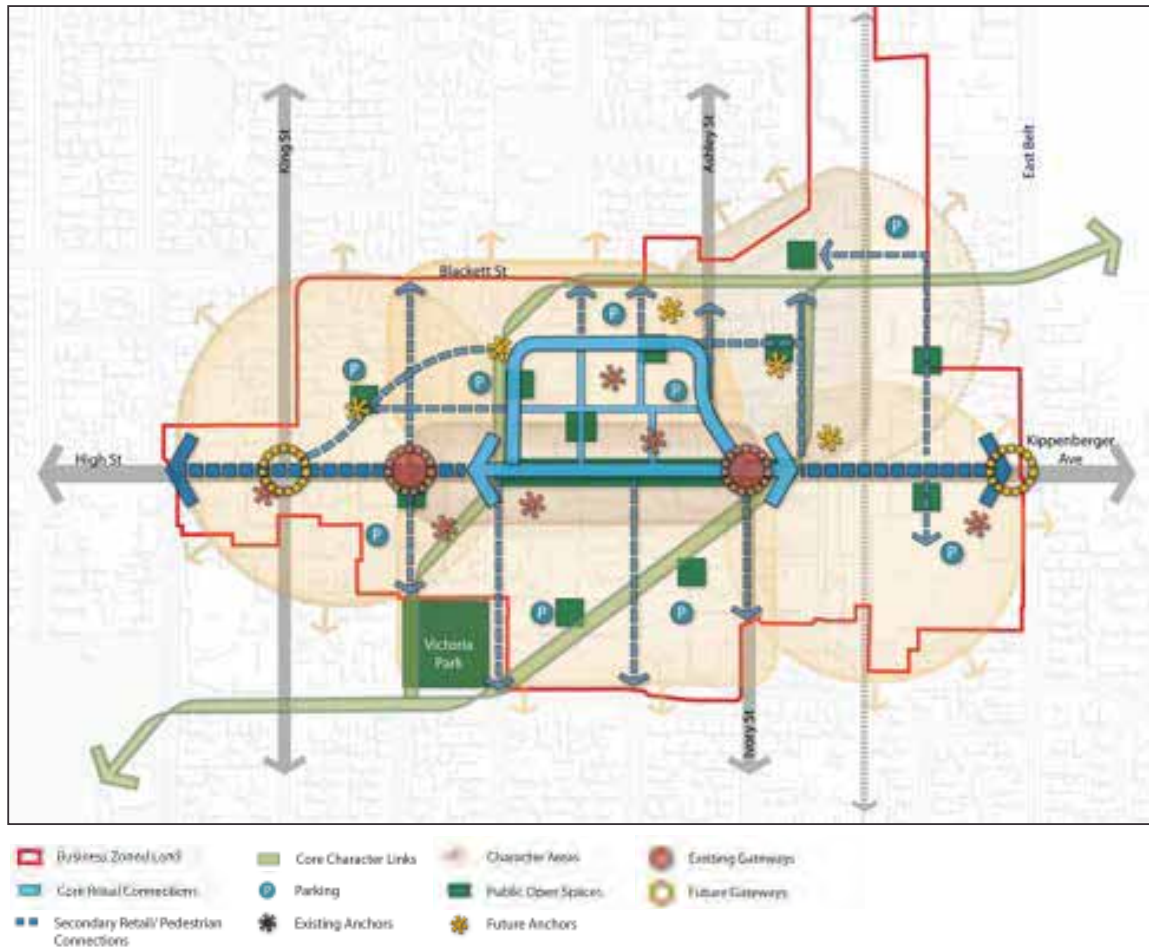 King St
Ashley St
East Belt
P
Blackett St
P
P
P
P
High St
Kippenberger
Ave
P
P
P
P
Victoria
Park
Ivory St
Business Zoned Land
Core Character Links
Character Areas
Existing Gateways
Core Retail Connections
P
Parking
Public Open Spaces
Future Gateways
Secondary Retail/ Pedestrian
Connections
Existing Anchors
Future Anchors